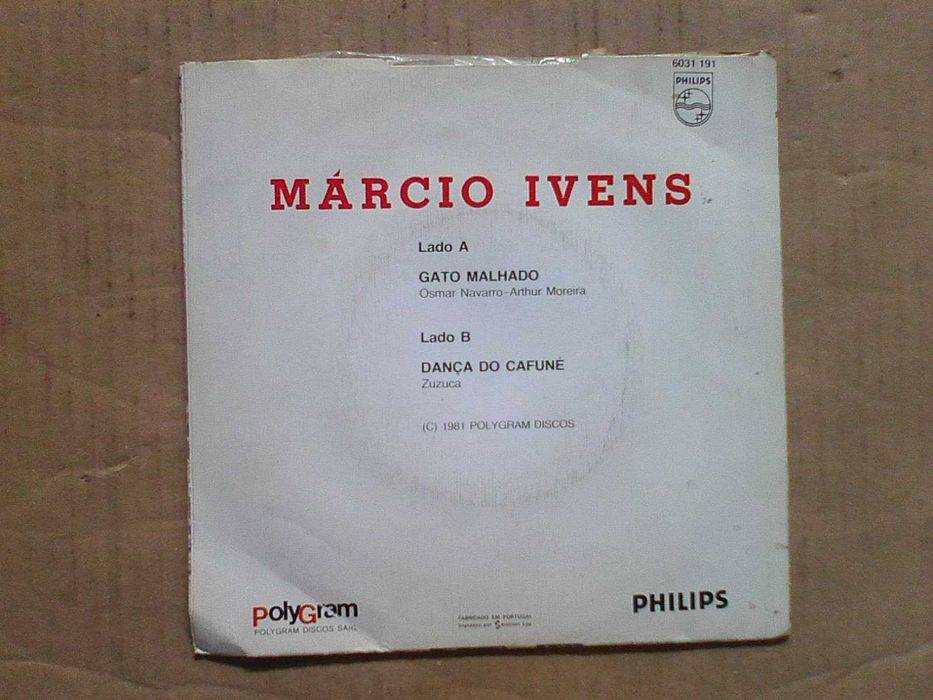 6031 191
PHILIPS
MÁRCIO IVENS
Lado A
GATO MALHADO
Osmar Navarro-Arthur Moreira
Lado B
DANÇA DO CAFUNÉ
Zuzuca
(C) 1981 POLYGRAM DISCOS
PolyGram
POLYGRAM DISCOS SARL
PHILIPS
FABRICADO EM PORTUGAL